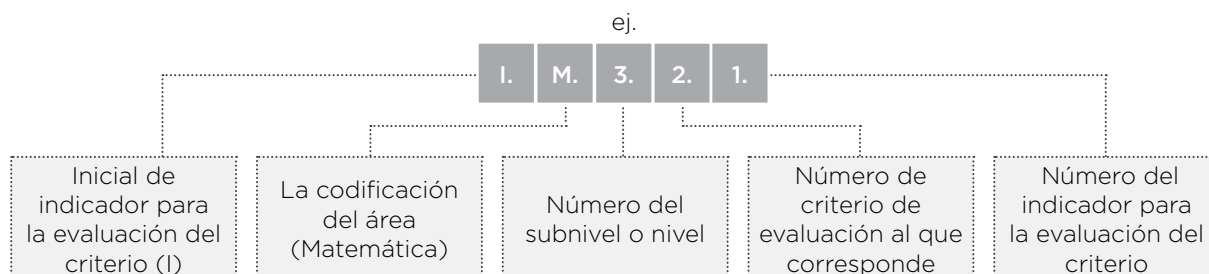 ej.
I. M. 3. 2. 1.
Inicial de
indicador para
la evaluación del
criterio (I)
La codificación
del área
(Matemática)
Número del
subnivel o nivel
Número de
criterio de
evaluación al que
corresponde
Número del
indicador para
la evaluación del
criterio